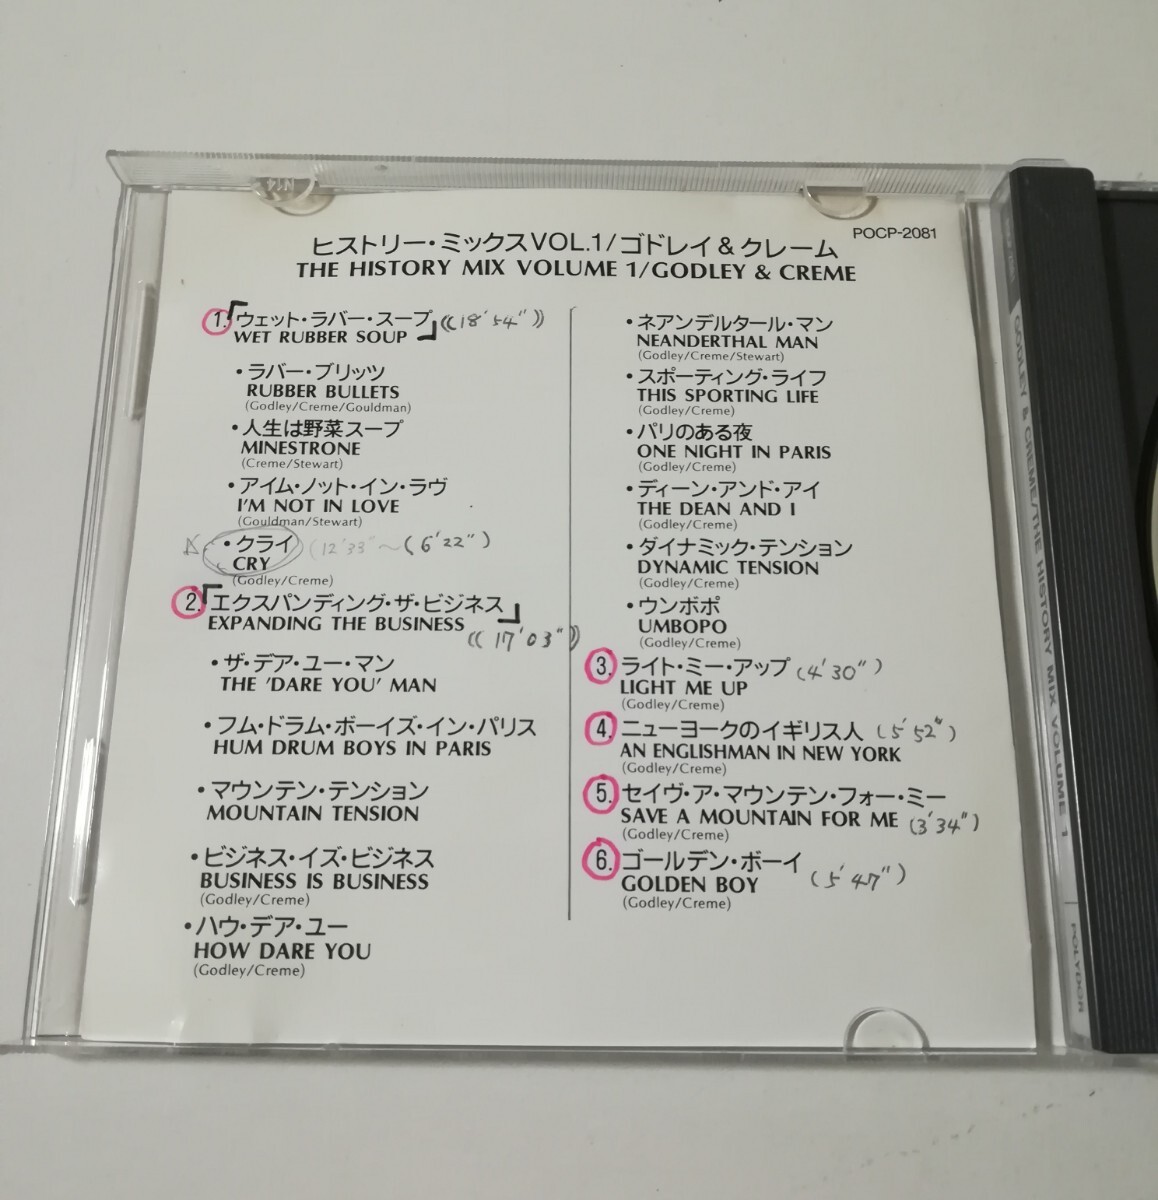 POCP-2081
ヒストリー・ミックスVOL.1/ゴドレイ&クレーム
THE HISTORY MIX VOLUME 1/GODLEY & CREME
1.「ウェット・ラバー・スープ
WET RUBBER SOUP」((18'54"))
・ラバー・ブリッツ
RUBBER BULLETS
(Godley/Creme/Gouldman)
・人生は野菜スープ
MINESTRONE
(Creme/Stewart)
・アイム・ノット・イン・ラヴ
I'M NOT IN LOVE
(Gouldman/Stewart)
・クライ (12'33"〜(6'22")
CRY
(Godley/Creme)
2.「エクスパンディング・ザ・ビジネス」
EXPANDING THE BUSINESS ((17'03"))
・ザ・デア・ユー・マン
THE 'DARE YOU' MAN
・フム・ドラム・ボーイズ・イン・パリス
HUM DRUM BOYS IN PARIS
・マウンテン・テンション
MOUNTAIN TENSION
・ビジネス・イズ・ビジネス
BUSINESS IS BUSINESS
(Godley/Creme)
・ハウ・デア・ユー
HOW DARE YOU
(Godley/Creme)
・ネアンデルタール・マン
NEANDERTHAL MAN
(Godley/Creme/Stewart)
・スポーティング・ライフ
THIS SPORTING LIFE
(Godley/Creme)
・パリのある夜
ONE NIGHT IN PARIS
(Godley/Creme)
・ディーン・アンド・アイ
THE DEAN AND I
(Godley/Creme)
・ダイナミック・テンション
DYNAMIC TENSION
(Godley/Creme)
・ウンボポ
UMBOPO
(Godley/Creme)
3. ライト・ミー・アップ (4'30")
LIGHT ME UP
(Godley/Creme)
4. ニューヨークのイギリス人 (5'52")
AN ENGLISHMAN IN NEW YORK
(Godley/Creme)
5. セイヴ・ア・マウンテン・フォー・ミー
SAVE A MOUNTAIN FOR ME (3'34")
(Godley/Creme)
6. ゴールデン・ボーイ (5'47")
GOLDEN BOY
(Godley/Creme)
GODLEY & CREME/THE HISTORY MIX VOLUME 1
POLYDOR